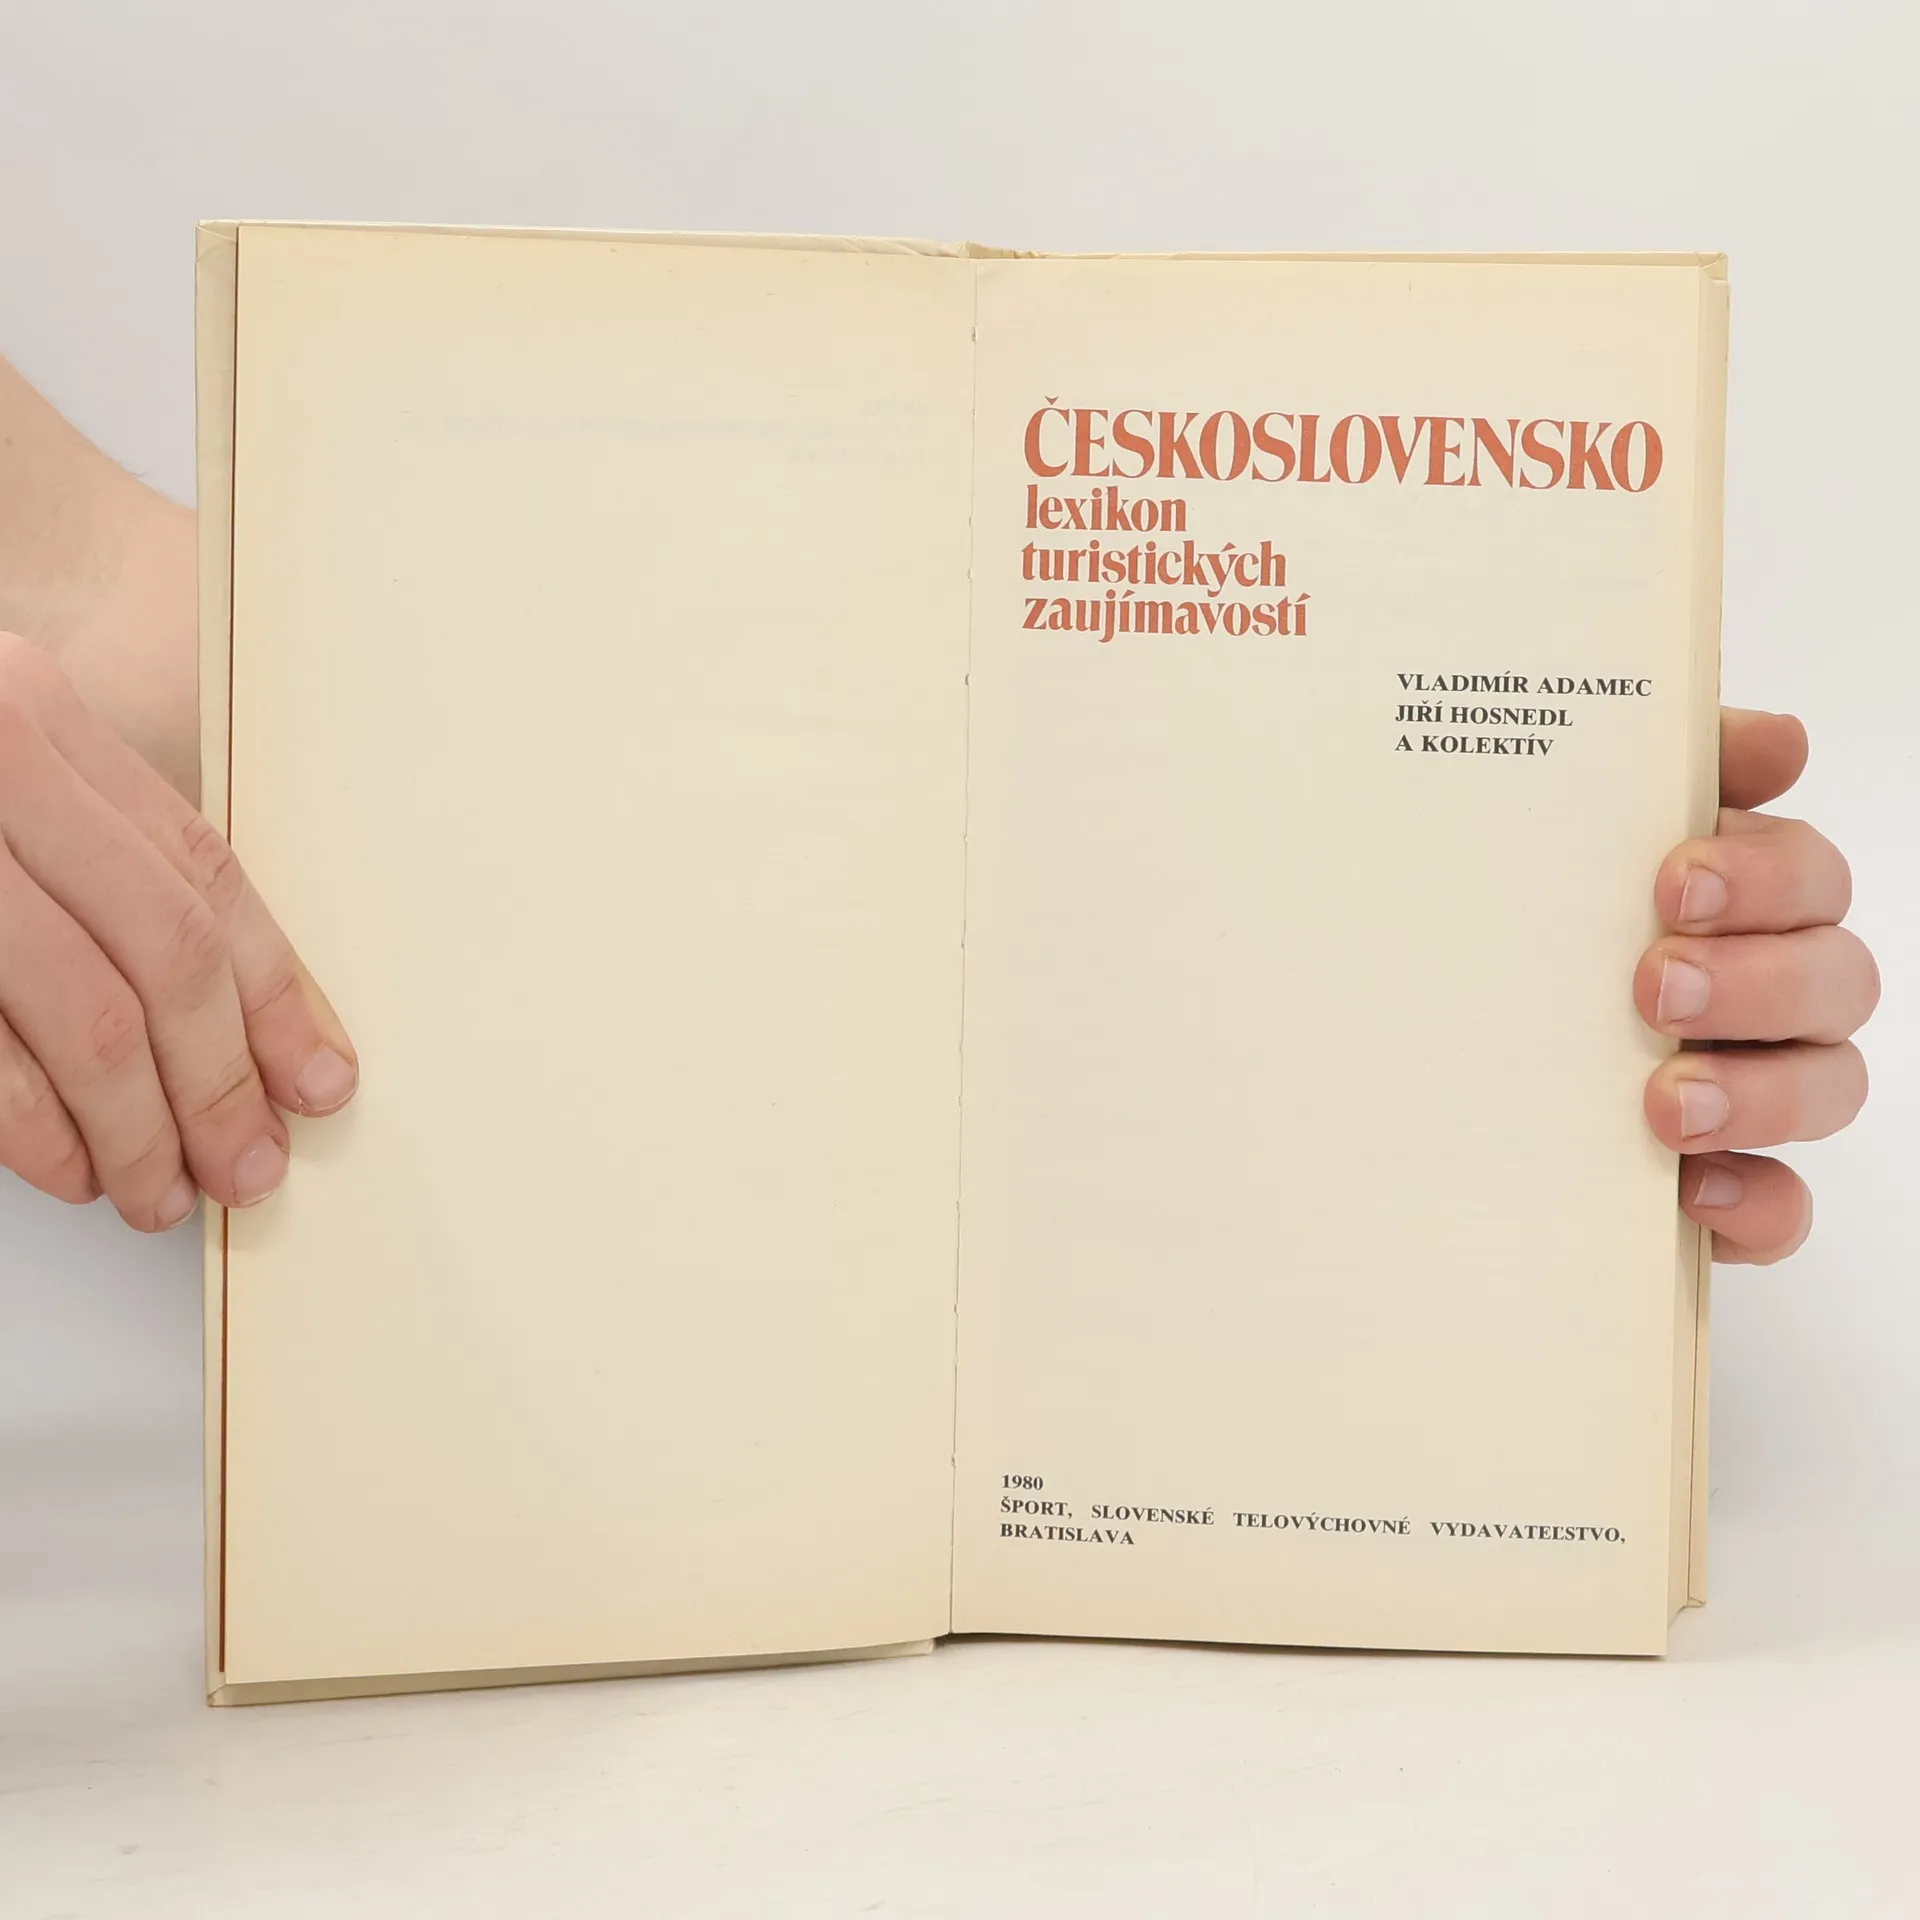 ČESKOSLOVENSKO
lexikon
turistických
zaujímavostí
VLADIMÍR ADAMEC
JIŘÍ HOSNEDL
A KOLEKTÍV
1980
ŠPORT, SLOVENSKÉ TELOVÝCHOVNÉ VYDAVATEĽSTVO,
BRATISLAVA